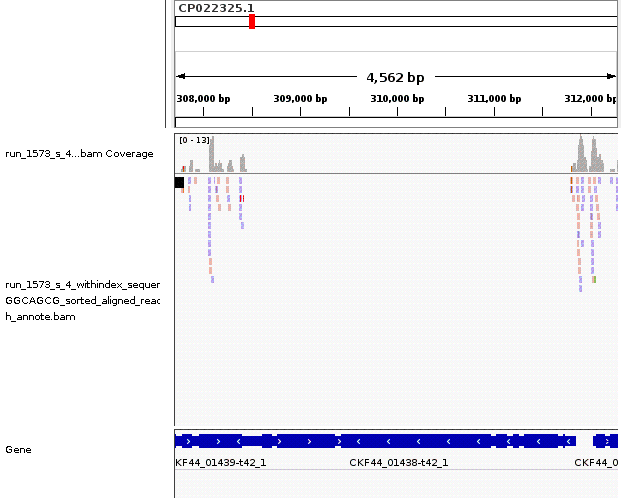 CP022325.1
4,562 bp
308,000 bp 309,000 bp 310,000 bp 311,000 bp 312,000 bp
[0 - 13]
run_1573_s_4...bam Coverage
run_1573_s_4_withindex_sequer
GGCAGCG_sorted_aligned_reac
h_annote.bam
Gene
KF44_01439-t42_1 CKF44_01438-t42_1 CKF44_0